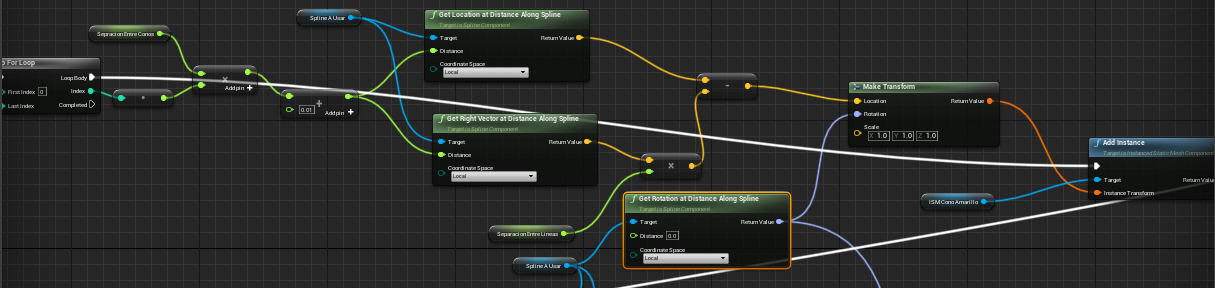 Separacion Entre Conos
For Loop
Loop Body
First Index 0
Index
Last Index
Completed
Add pin +
0.01
Add pin +
Spline A Usar
Get Location at Distance Along Spline
Target is Spline Component
Target
Return Value
Distance
Coordinate Space
Local
Get Right Vector at Distance Along Spline
Target is Spline Component
Target
Return Value
Distance
Coordinate Space
Local
Separacion Entre Lineas
Spline A Usar
Get Rotation at Distance Along Spline
Target is Spline Component
Target
Return Value
Distance 0.0
Coordinate Space
Local
Make Transform
Location
Return Value
Rotation
Scale
X 1.0 Y 1.0 Z 1.0
ISMConoAmarillo
Add Instance
Target is Instanced Static Mesh Component
Target
Return Valu
Instance Transform